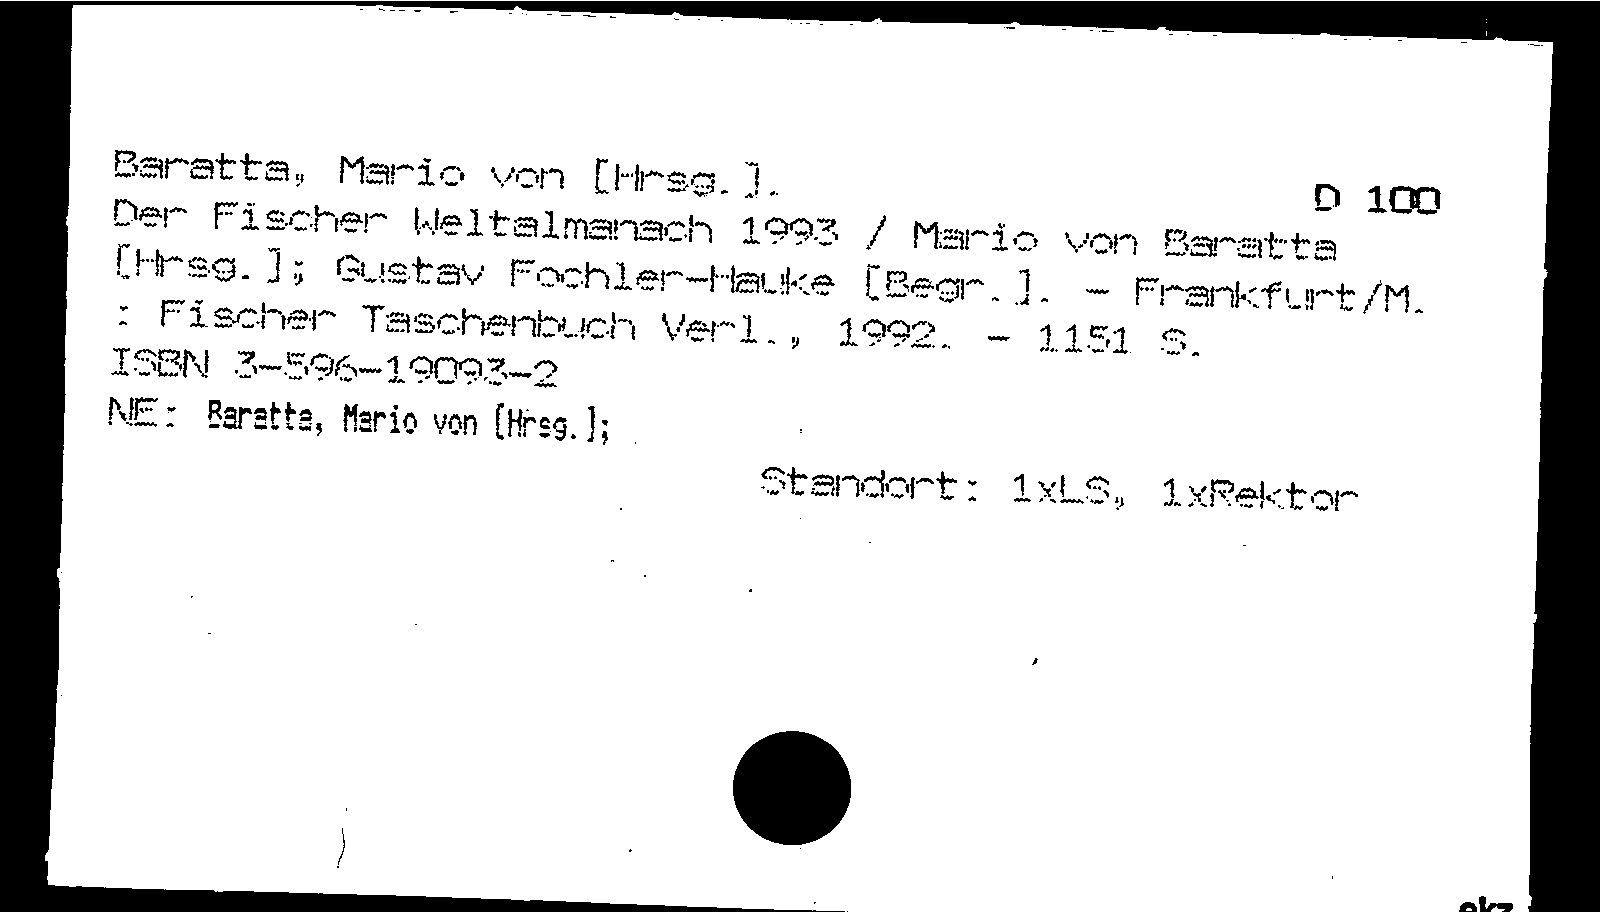 Baratta, Mario von [Hrsg.].
D 100
Der Fischer Weltalmanach 1993 / Mario von Baratta
[Hrsg.]; Gustav Fochler-Hauke [Begr.]. - Frankfurt/M.
: Fischer Taschenbuch Verl., 1992. - 1151 S.
ISBN 3-596-19093-2
NE: Baratta, Mario von [Hrsg.];
Standort: 1xLS, 1xRektor
ekz